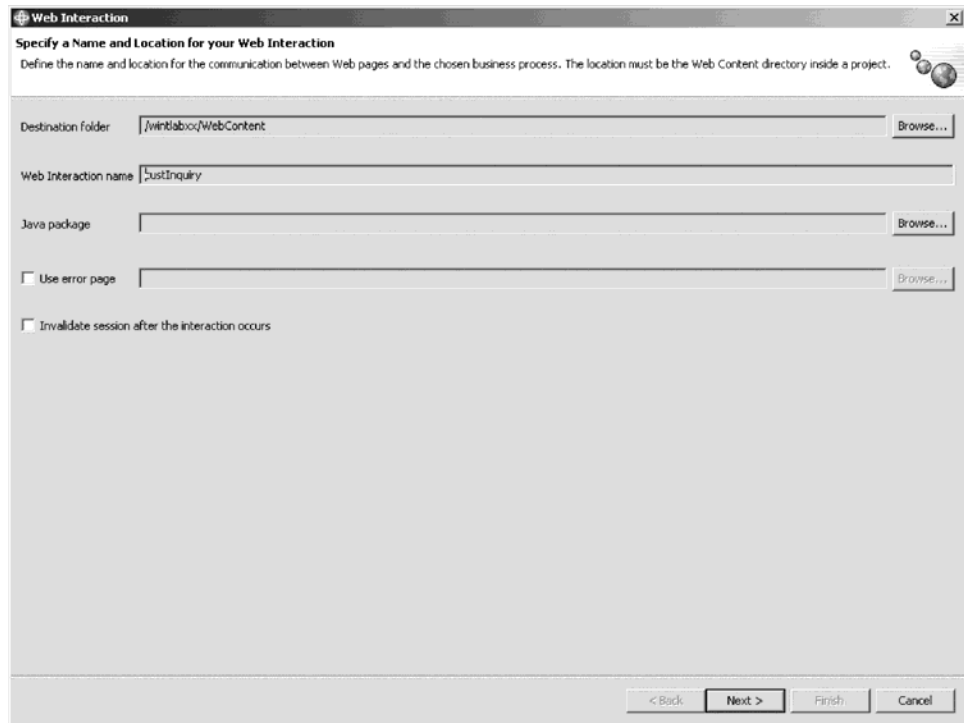 Web Interaction
Specify a Name and Location for your Web Interaction
Define the name and location for the communication between Web pages and the chosen business process. The location must be the Web Content directory inside a project.
Destination folder /wintlabxx/WebContent Browse...
Web Interaction name CustInquiry
Java package Browse...
Use error page Browse...
Invalidate session after the interaction occurs
< Back Next > Finish Cancel